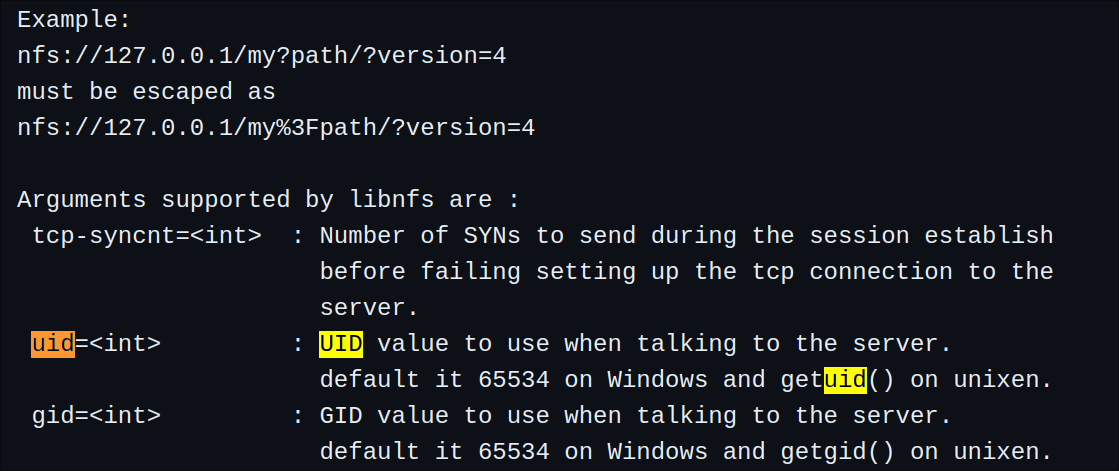 Example:
nfs://127.0.0.1/my?path/?version=4
must be escaped as
nfs://127.0.0.1/my%3Fpath/?version=4

Arguments supported by libnfs are :
 tcp-syncnt=<int>  : Number of SYNs to send during the session establish
                     before failing setting up the tcp connection to the
                     server.
 uid=<int>         : UID value to use when talking to the server.
                     default it 65534 on Windows and getuid() on unixen.
 gid=<int>         : GID value to use when talking to the server.
                     default it 65534 on Windows and getgid() on unixen.